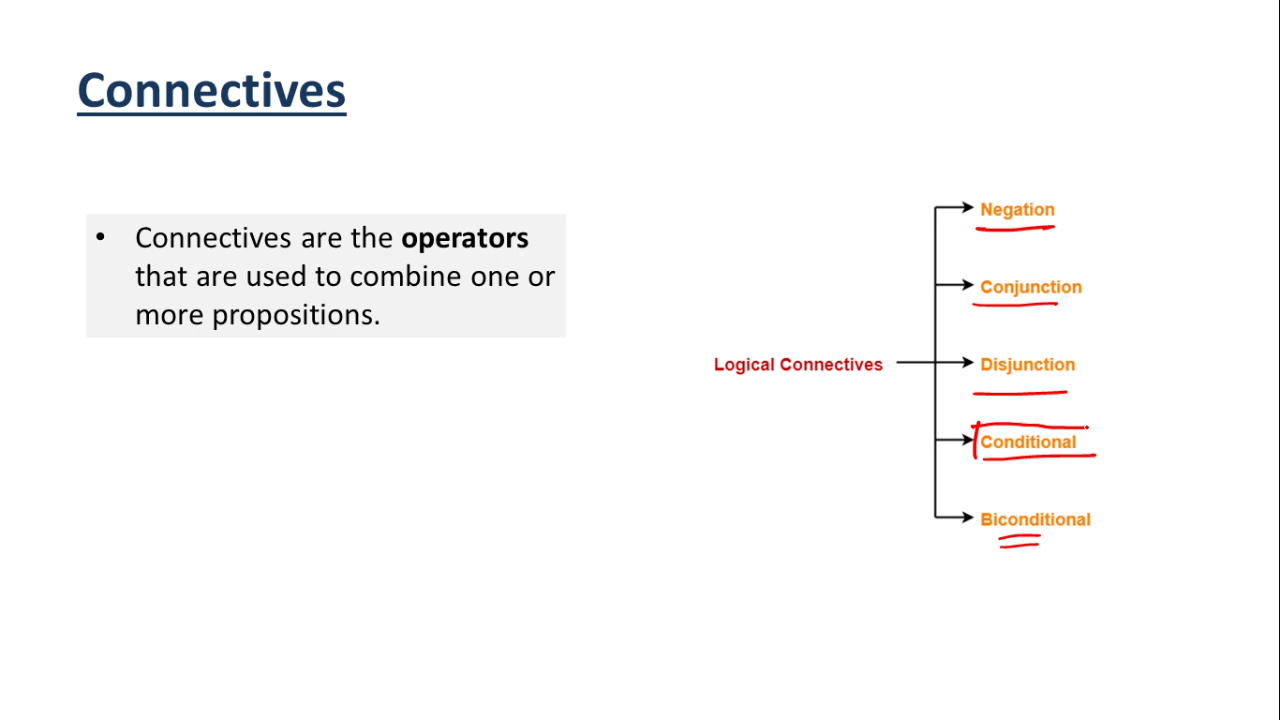 Connectives
• Connectives are the operators
that are used to combine one or
more propositions.
Negation
Conjunction
Logical Connectives
Disjunction
Conditional
Biconditional